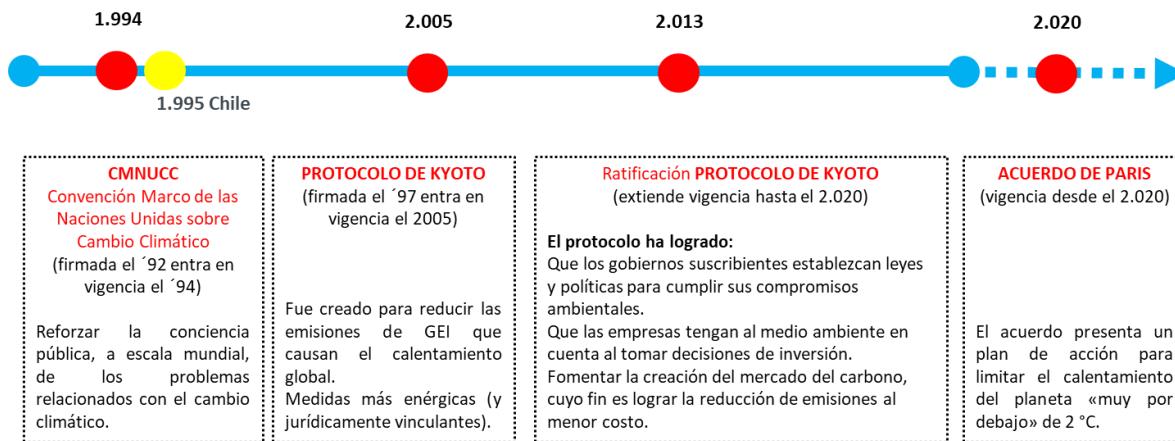 1.994
2.005
2.013
2.020
1.995 Chile
CMNUCC
Convención Marco de las
Naciones Unidas sobre
Cambio Climático
(firmada el ´92 entra en
vigencia el ´94)
Reforzar la conciencia
pública, a escala mundial,
de los problemas
relacionados con el cambio
climático.
PROTOCOLO DE KYOTO
(firmada el ´97 entra en
vigencia el 2005)
Fue creado para reducir las
emisiones de GEI que
causan el calentamiento
global.
Medidas más enérgicas (y
jurídicamente vinculantes).
Ratificación PROTOCOLO DE KYOTO
(extiende vigencia hasta el 2.020)
El protocolo ha logrado:
Que los gobiernos suscribientes establezcan leyes
y políticas para cumplir sus compromisos
ambientales.
Que las empresas tengan al medio ambiente en
cuenta al tomar decisiones de inversión.
Fomentar la creación del mercado del carbono,
cuyo fin es lograr la reducción de emisiones al
menor costo.
ACUERDO DE PARIS
(vigencia desde el 2.020)
El acuerdo presenta un
plan de acción para
limitar el calentamiento
del planeta «muy por
debajo» de 2 °C.